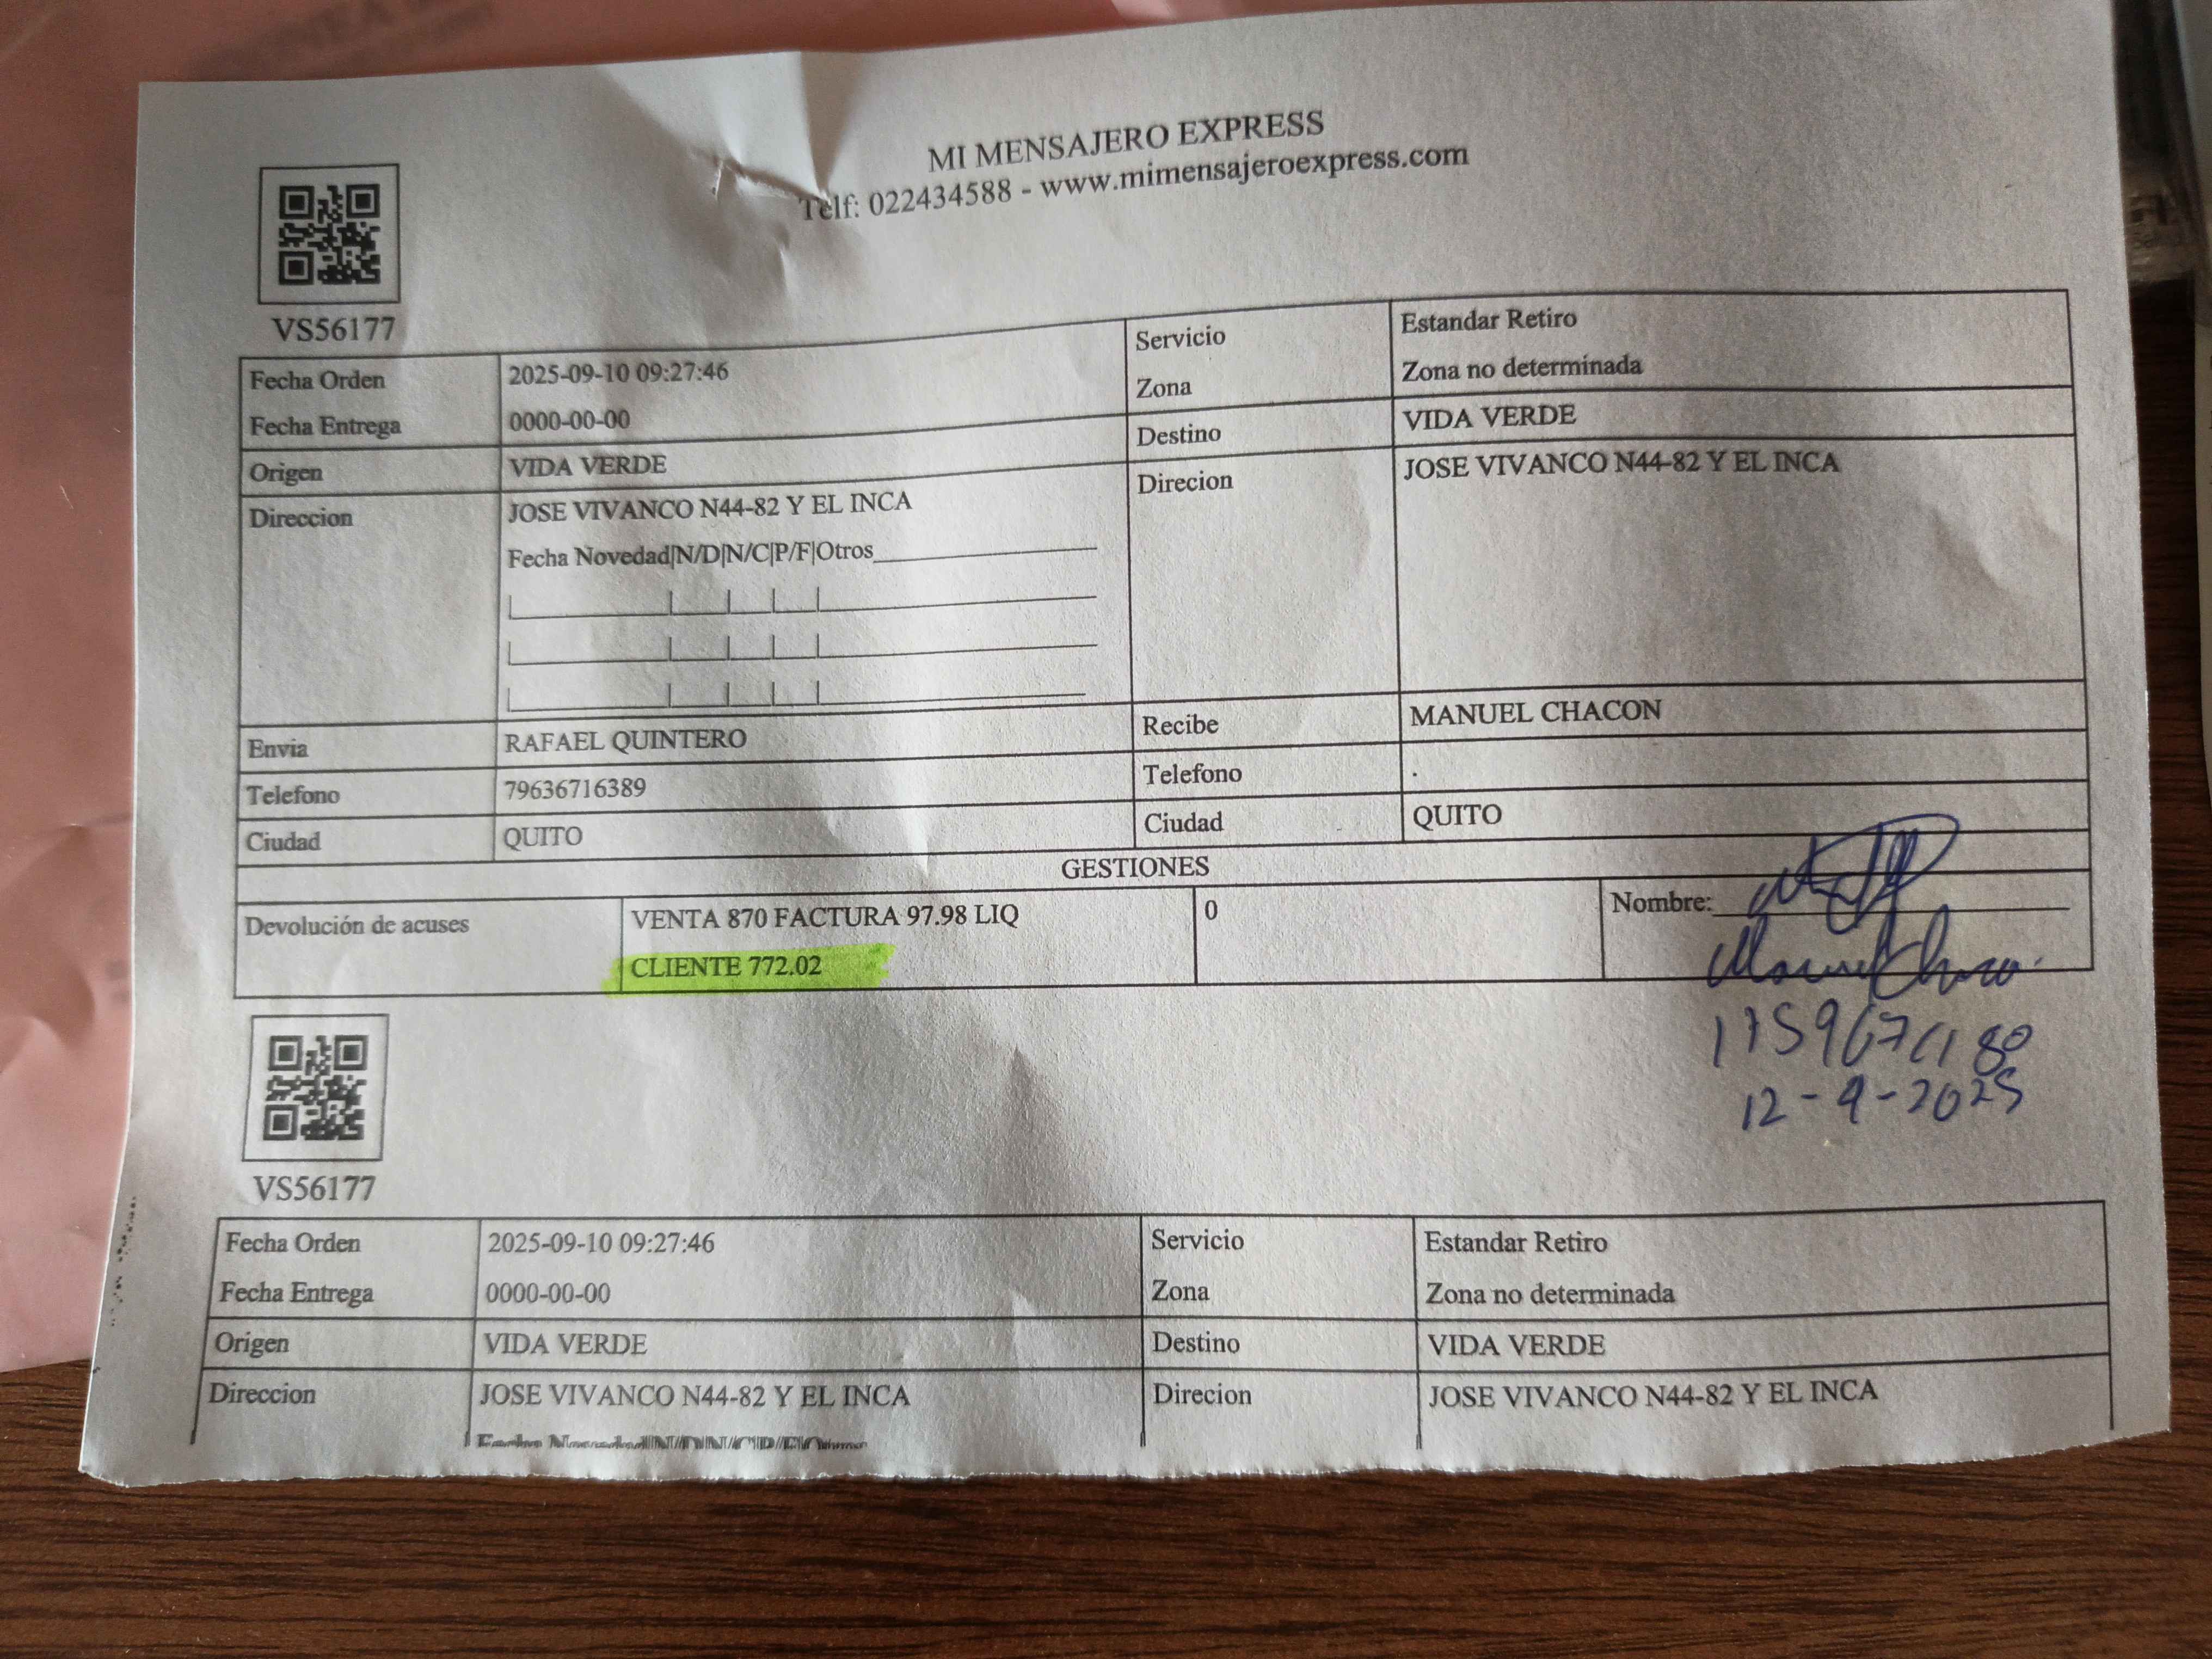 MI MENSAJERO EXPRESS
Telf: 022434588 - www.mimensajeroexpress.com
VS56177
Fecha Orden 2025-09-10 09:27:46 Servicio Estandar Retiro
Fecha Entrega 0000-00-00 Zona Zona no determinada
Origen VIDA VERDE Destino VIDA VERDE
Direccion JOSE VIVANCO N44-82 Y EL INCA Direcion JOSE VIVANCO N44-82 Y EL INCA
Fecha Novedad|N/D|N/C|P/F|Otros
Envia RAFAEL QUINTERO Recibe MANUEL CHACON
Telefono 79636716389 Telefono .
Ciudad QUITO Ciudad QUITO
GESTIONES
Devolución de acuses VENTA 870 FACTURA 97.98 LIQ 0 Nombre:
CLIENTE 772.02
Manuel Chacon.
12-9-2025
VS56177
Fecha Orden 2025-09-10 09:27:46 Servicio Estandar Retiro
Fecha Entrega 0000-00-00 Zona Zona no determinada
Origen VIDA VERDE Destino VIDA VERDE
Direccion JOSE VIVANCO N44-82 Y EL INCA Direcion JOSE VIVANCO N44-82 Y EL INCA